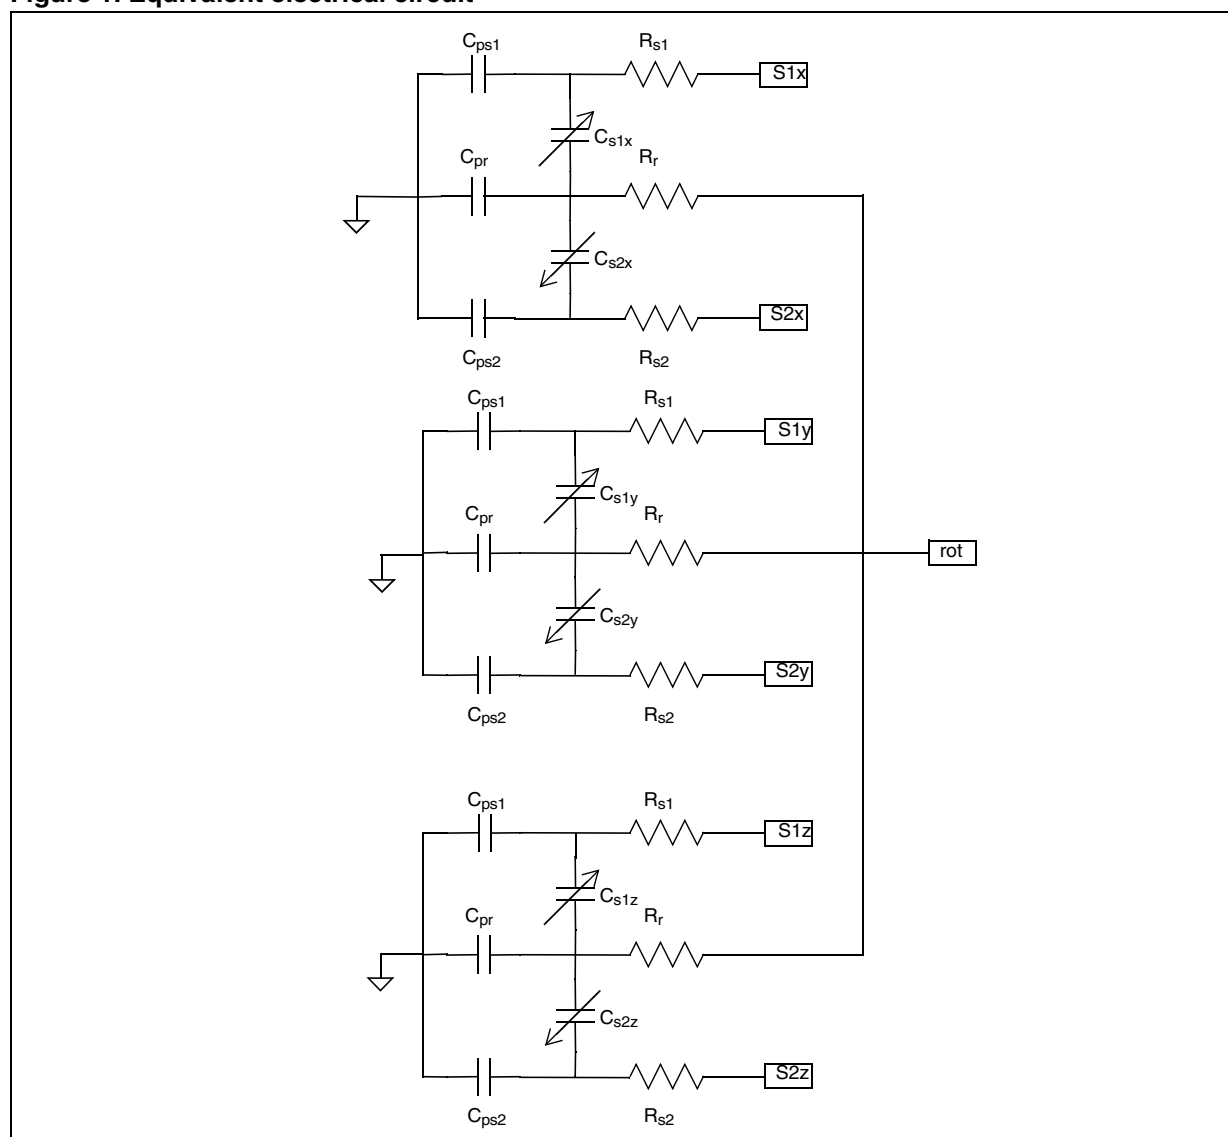 Figure 1. Equivalent electrical circuit
Cps1 Rs1 S1x
Cs1x
Cpr Rr
Cs2x
S2x
Cps2 Rs2
Cps1 Rs1 S1y
Cs1y
Cpr Rr
rot
Cs2y
S2y
Cps2 Rs2
Cps1 Rs1 S1z
Cs1z
Cpr Rr
Cs2z
S2z
Cps2 Rs2